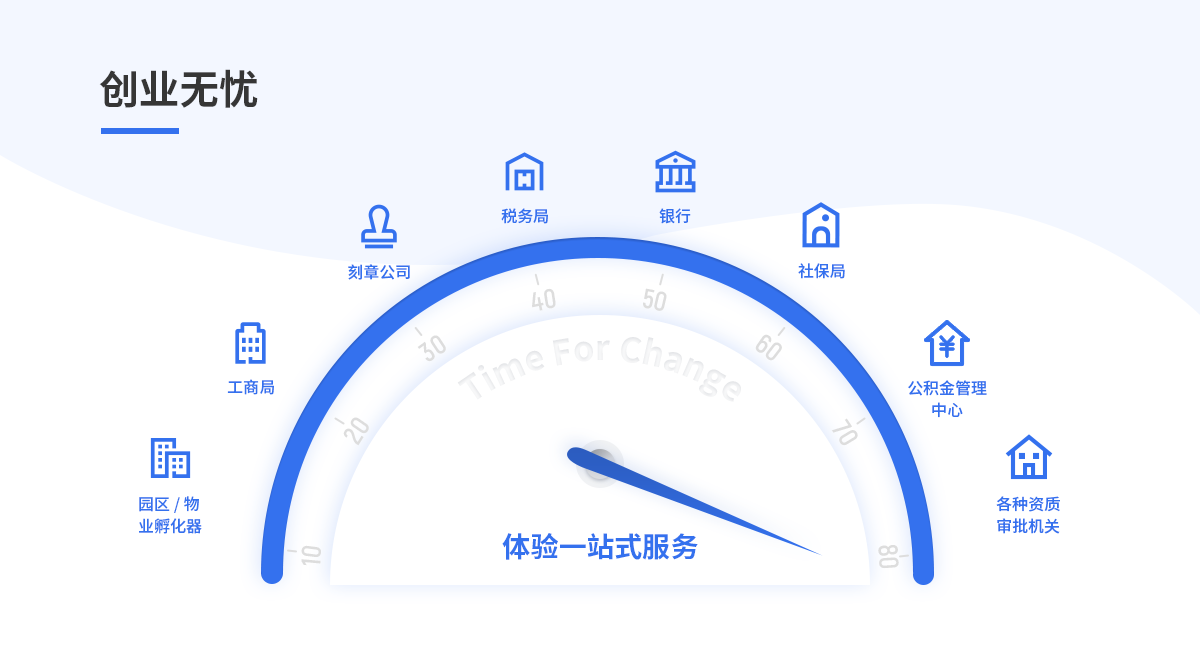 创业无忧
税务局
银行
刻章公司
社保局
工商局
公积金管理
中心
园区 / 物
业孵化器
各种资质
审批机关
10
20
30
40
50
60
70
80
Time For Change
体验一站式服务